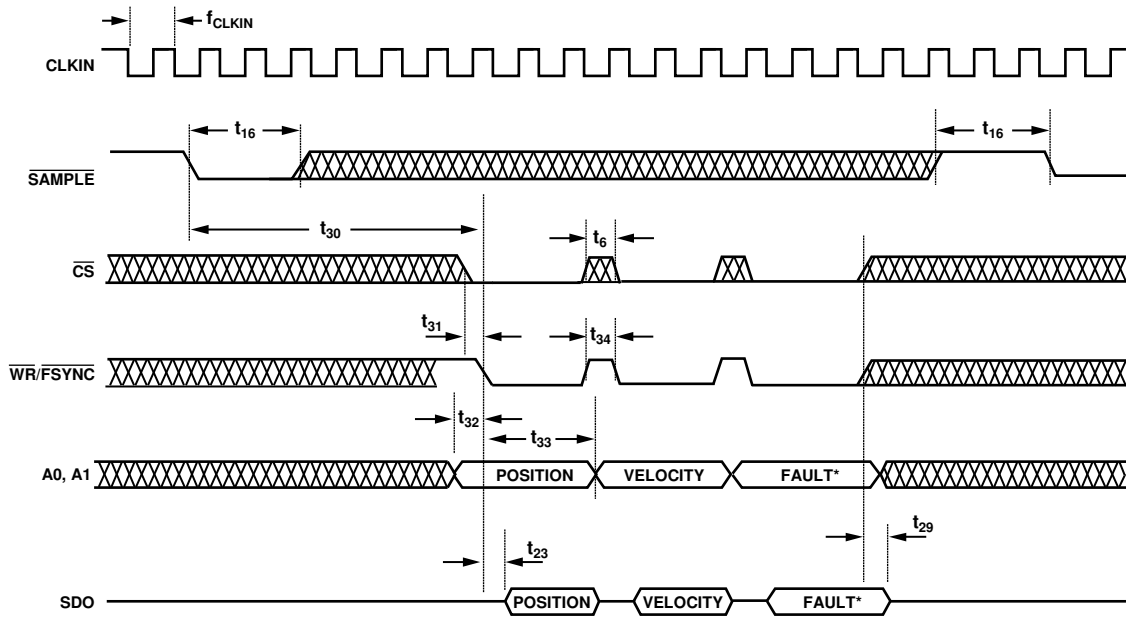 fCLKIN
CLKIN
t16
t16
SAMPLE
t30
t6
CS
t31
t34
WR/FSYNC
t32
t33
A0, A1
POSITION
VELOCITY
FAULT*
t29
t23
SDO
POSITION
VELOCITY
FAULT*